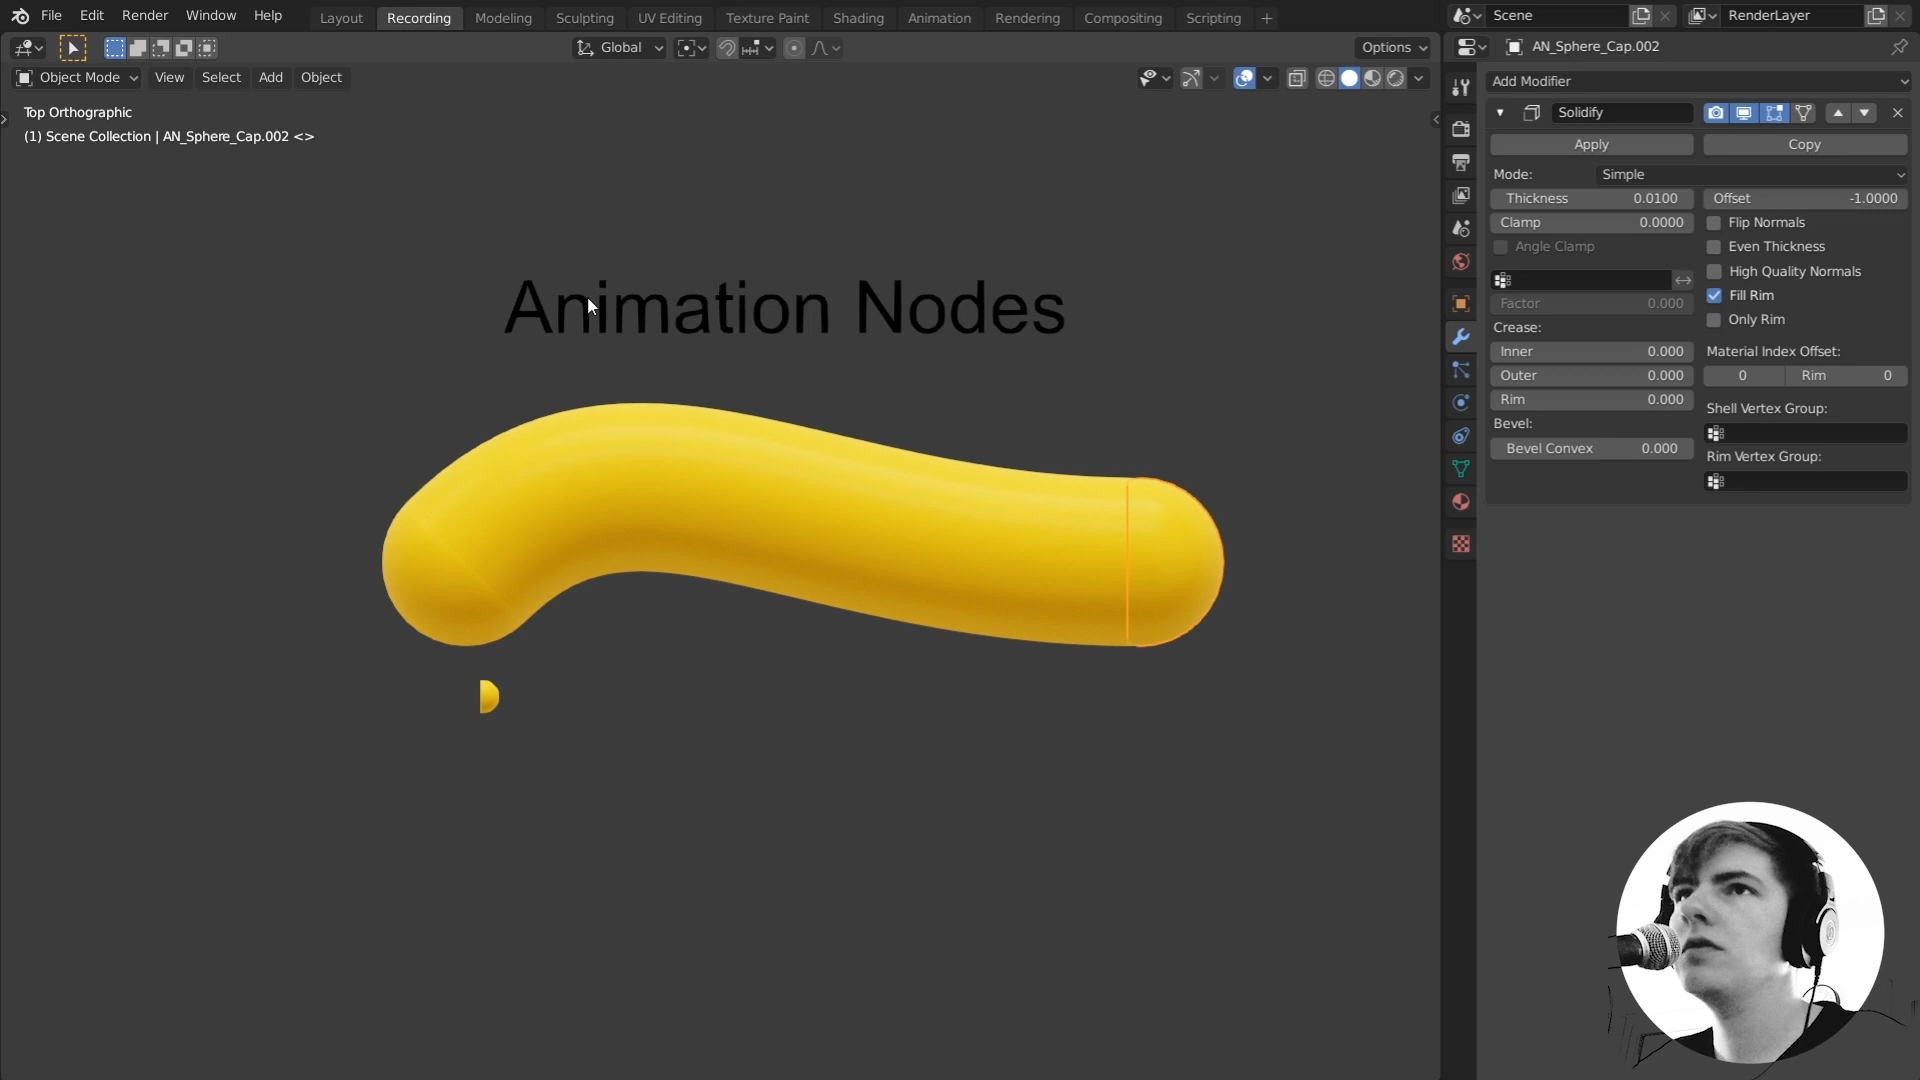 File Edit Render Window Help Layout Recording Modeling Sculpting UV Editing Texture Paint Shading Animation Rendering Compositing Scripting + Scene RenderLayer
Global Options AN_Sphere_Cap.002
Object Mode View Select Add Object Add Modifier
Top Orthographic
(1) Scene Collection | AN_Sphere_Cap.002 <>
Animation Nodes
Solidify
Apply Copy
Mode: Simple
Thickness 0.0100 Offset -1.0000
Clamp 0.0000 Flip Normals
Angle Clamp Even Thickness
High Quality Normals
Fill Rim
Factor 0.000
Only Rim
Crease:
Inner 0.000 Material Index Offset:
Outer 0.000 0 Rim 0
Rim 0.000 Shell Vertex Group:
Bevel:
Bevel Convex 0.000 Rim Vertex Group: